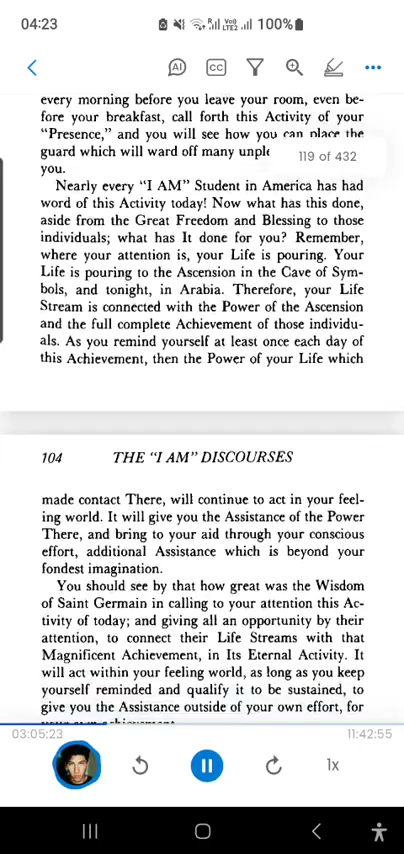 04:23
100%
AI
CC
every morning before you leave your room, even be-
fore your breakfast, call forth this Activity of your
“Presence,” and you will see how you can place the
guard which will ward off many
119 of 432
you.
Nearly every “I AM” Student in America has had
word of this Activity today! Now what has this done,
aside from the Great Freedom and Blessing to those
individuals; what has It done for you? Remember,
where your attention is, your Life is pouring. Your
Life is pouring to the Ascension in the Cave of Sym-
bols, and tonight, in Arabia. Therefore, your Life
Stream is connected with the Power of the Ascension
and the full complete Achievement of those individu-
als. As you remind yourself at least once each day of
this Achievement, then the Power of your Life which
104 THE “I AM” DISCOURSES
made contact There, will continue to act in your feel-
ing world. It will give you the Assistance of the Power
There, and bring to your aid through your conscious
effort, additional Assistance which is beyond your
fondest imagination.
You should see by that how great was the Wisdom
of Saint Germain in calling to your attention this Ac-
tivity of today; and giving all an opportunity by their
attention, to connect their Life Streams with that
Magnificent Achievement, in Its Eternal Activity. It
will act within your feeling world, as long as you keep
yourself reminded and qualify it to be sustained, to
give you the Assistance outside of your own effort, for
03:05:23
11:42:55
1x